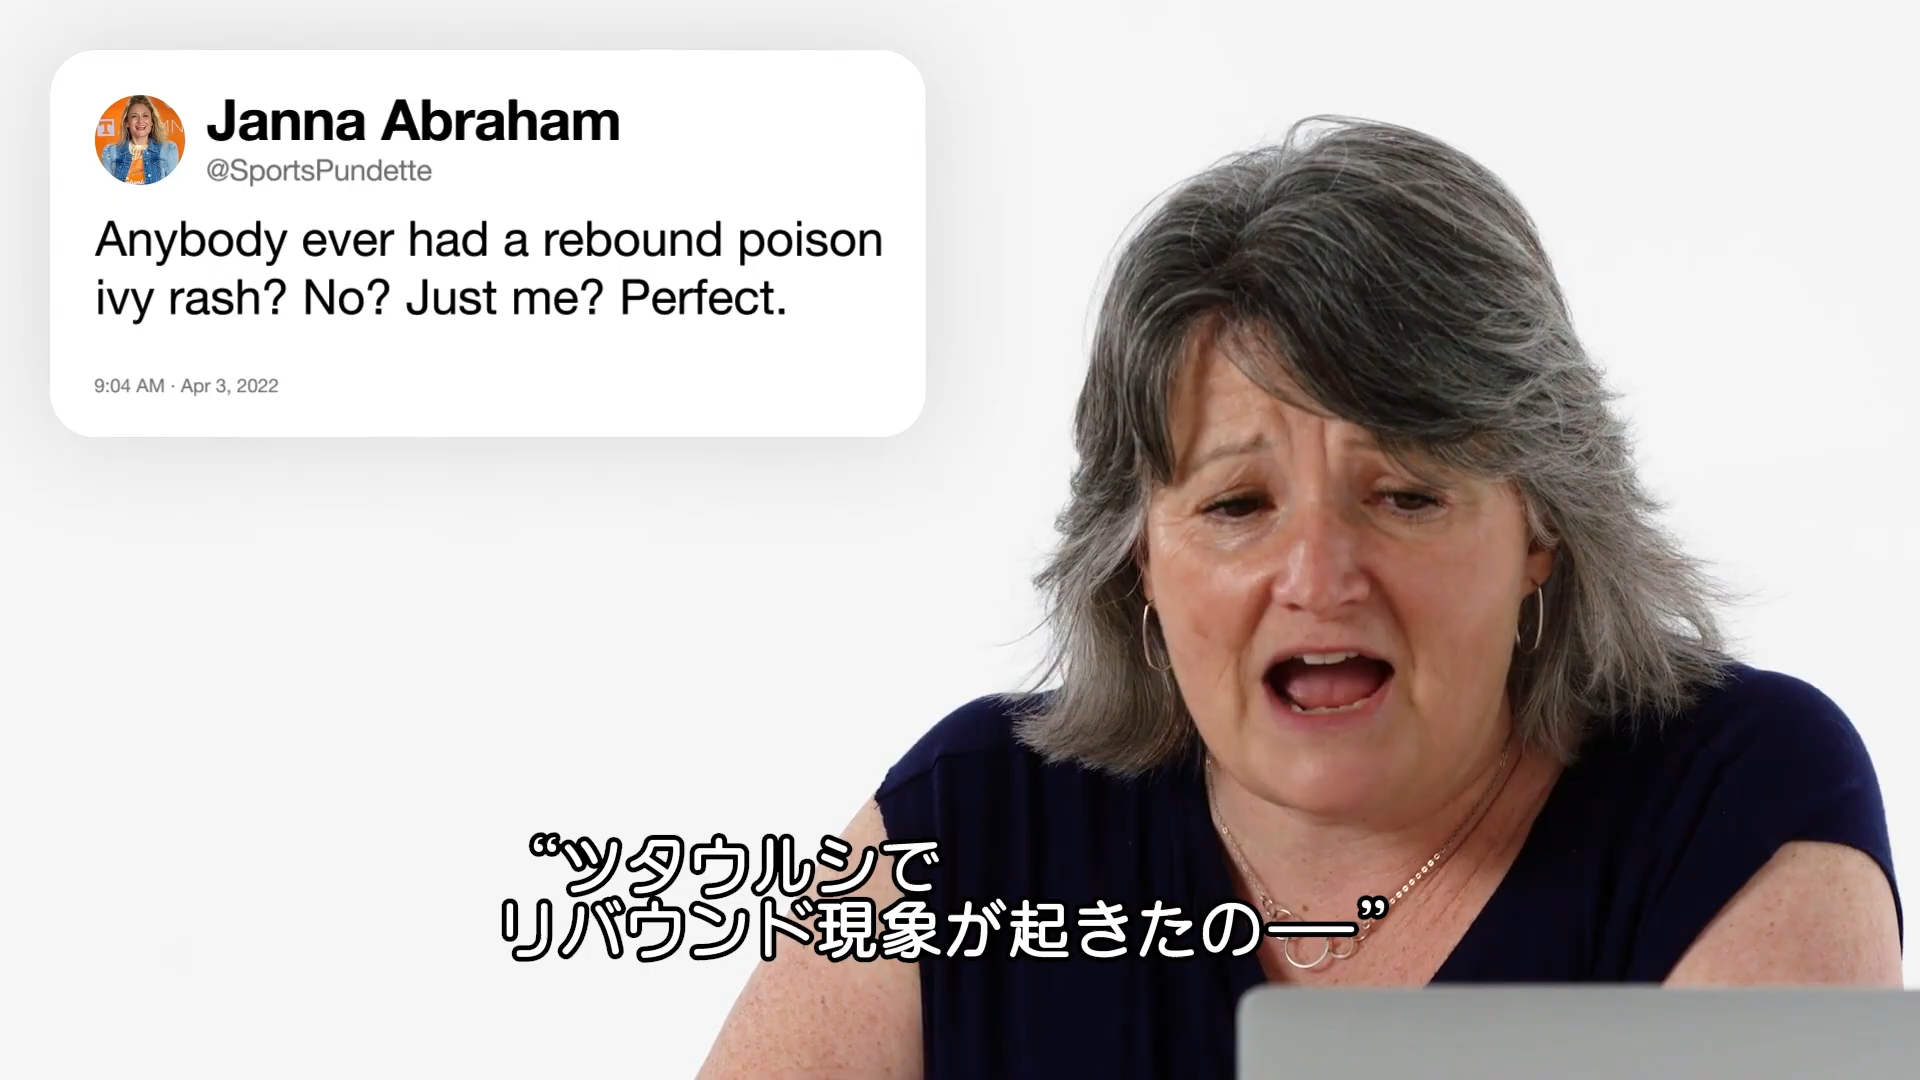 Janna Abraham
@SportsPundette
Anybody ever had a rebound poison
ivy rash? No? Just me? Perfect.
9:04 AM · Apr 3, 2022
“ツタウルシで
リバウンド現象が起きたの──”